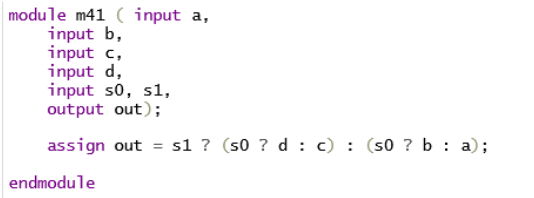 module m41 ( input a,
input b,
input c,
input d,
input s0, s1,
output out);
assign out = s1 ? (s0 ? d : c) : (s0 ? b : a);
endmodule